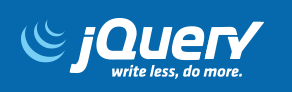 jQuery
write less, do more.